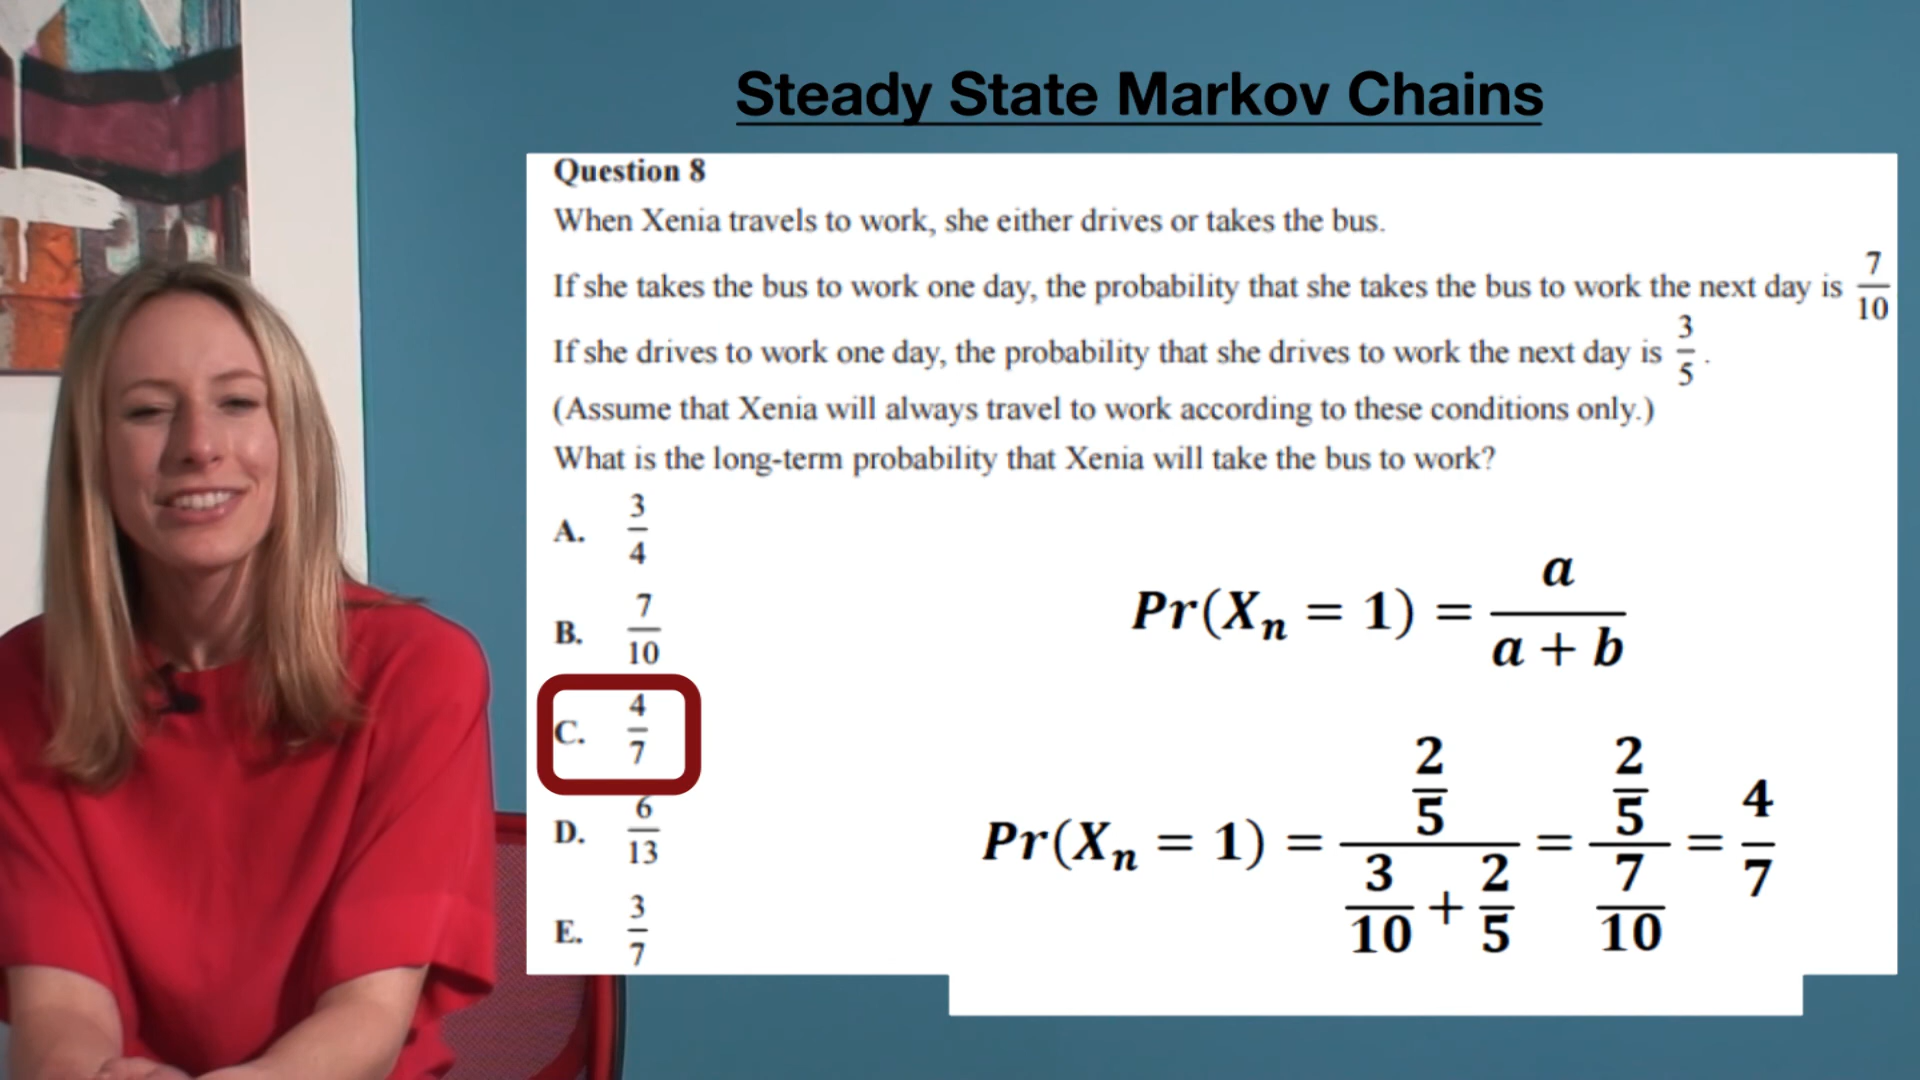 Steady State Markov Chains
Question 8
When Xenia travels to work, she either drives or takes the bus.
If she takes the bus to work one day, the probability that she takes the bus to work the next day is 7/10
If she drives to work one day, the probability that she drives to work the next day is 3/5 .
(Assume that Xenia will always travel to work according to these conditions only.)
What is the long-term probability that Xenia will take the bus to work?
A. 3/4
B. 7/10
C. 4/7
D. 6/13
E. 3/7
Pr(Xₙ = 1) = a/(a + b)
Pr(Xₙ = 1) = (2/5)/(3/10 + 2/5) = (2/5)/(7/10) = 4/7